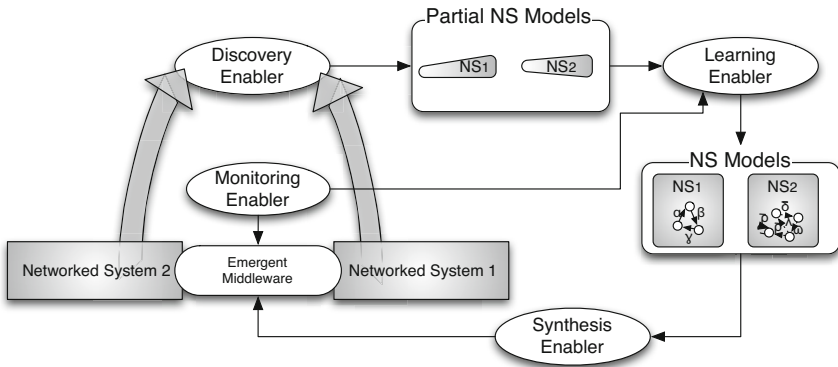 Partial NS Models
Discovery
Enabler
NS1
NS2
Learning
Enabler
Monitoring
Enabler
NS Models
NS1
α
β
γ
NS2
δ
Networked System 2
Emergent
Middleware
Networked System 1
Synthesis
Enabler